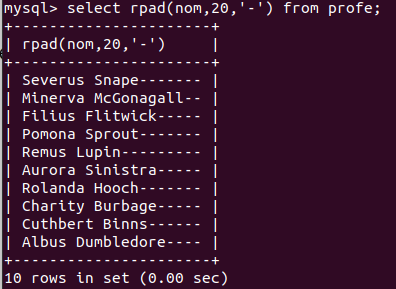 mysql> select rpad(nom,20,'-') from profe;
+----------------------+
| rpad(nom,20,'-')     |
+----------------------+
| Severus Snape------- |
| Minerva McGonagall-- |
| Filius Flitwick----- |
| Pomona Sprout------- |
| Remus Lupin--------- |
| Aurora Sinistra----- |
| Rolanda Hooch------- |
| Charity Burbage----- |
| Cuthbert Binns------ |
| Albus Dumbledore---- |
+----------------------+
10 rows in set (0.00 sec)